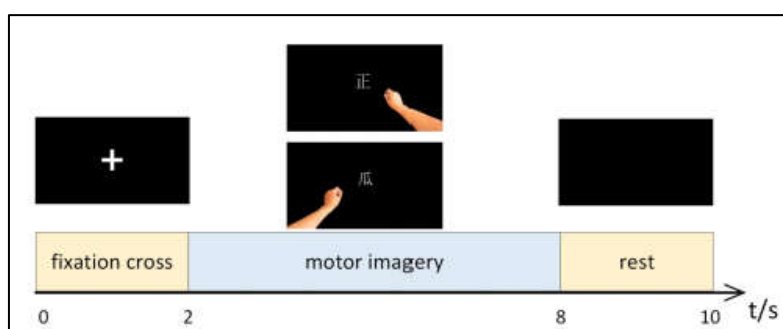 正
瓜
fixation cross motor imagery rest
0 2 8 10 t/s